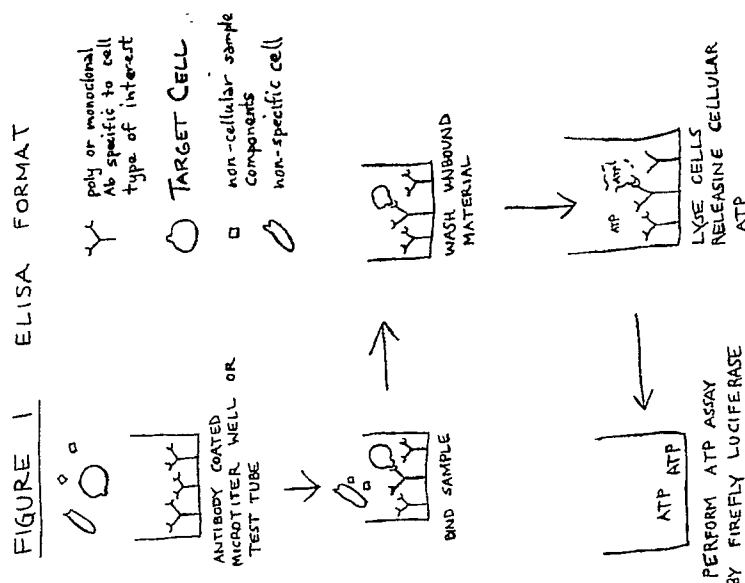 FIGURE 1 ELISA FORMAT
poly or monoclonal
Ab specific to cell
type of interest
TARGET CELL
non-cellular sample
components
non-specific cell
ANTIBODY COATED
MICROTITER WELL OR
TEST TUBE
BIND SAMPLE
WASH UNBOUND
MATERIAL
ATP
ATP
LYSE CELLS
RELEASING CELLULAR
ATP
ATP ATP
PERFORM ATP ASSAY
BY FIREFLY LUCIFERASE